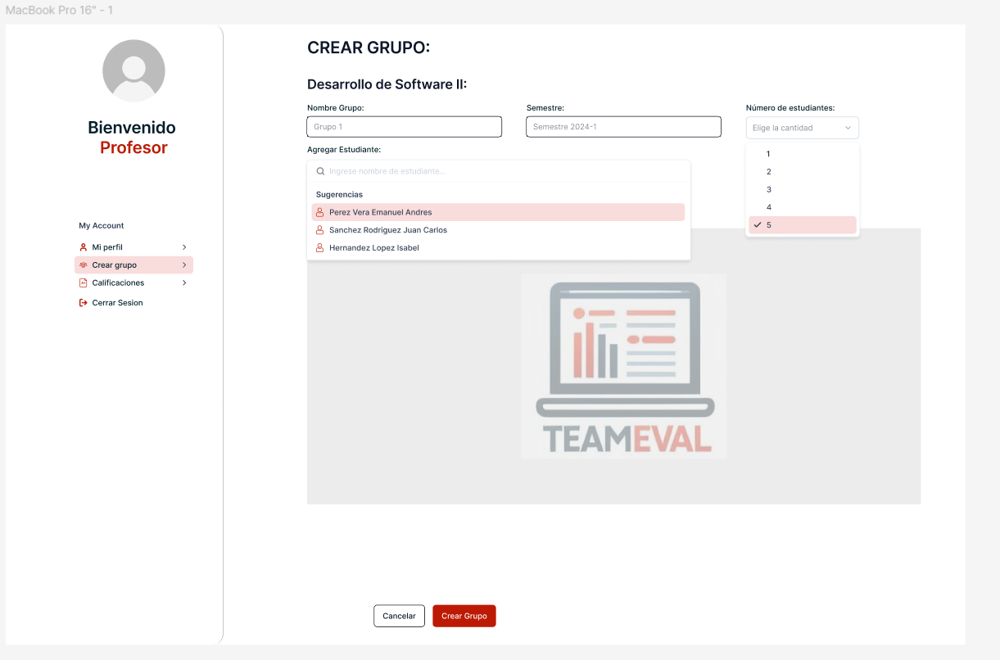 MacBook Pro 16" - 1
Bienvenido
Profesor
My Account
Mi perfil
Crear grupo
Calificaciones
Cerrar Sesion
CREAR GRUPO:
Desarrollo de Software II:
Nombre Grupo:
Grupo 1
Semestre:
Semestre 2024-1
Número de estudiantes:
Elige la cantidad
1
2
3
4
5
Agregar Estudiante:
Ingrese nombre de estudiante...
Sugerencias
Perez Vera Emanuel Andres
Sanchez Rodriguez Juan Carlos
Hernandez Lopez Isabel
TEAMEVAL
Cancelar
Crear Grupo